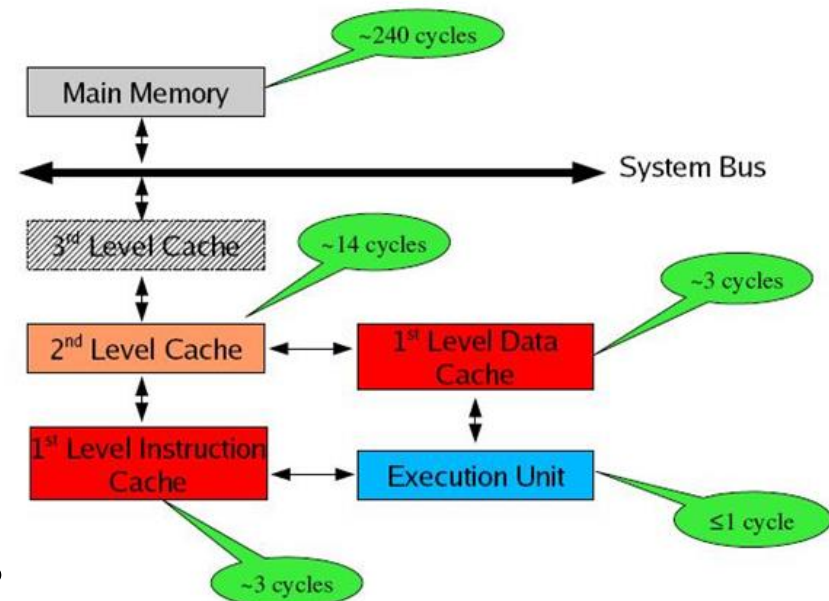 ~240 cycles
Main Memory
System Bus
3rd Level Cache
~14 cycles
~3 cycles
2nd Level Cache
1st Level Data
Cache
1st Level Instruction
Cache
Execution Unit
≤1 cycle
~3 cycles